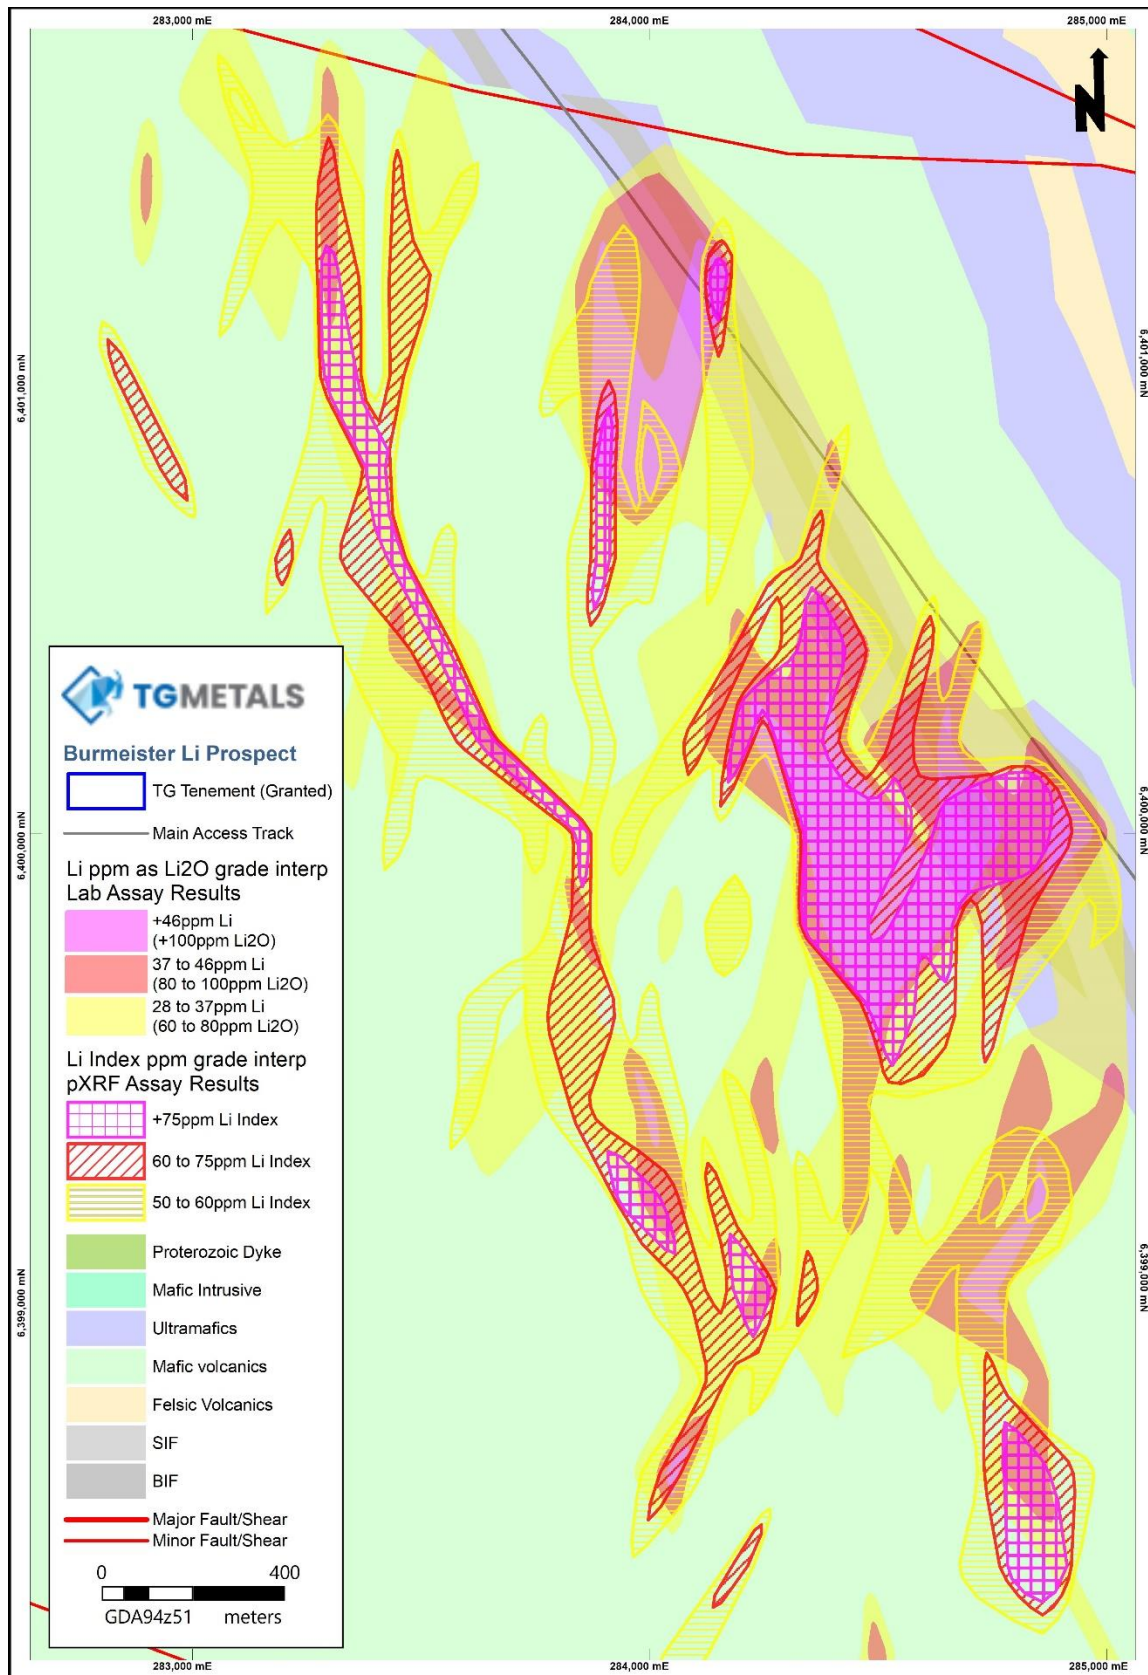 283,000 mE
284,000 mE
285,000 mE
N
6,401,000 mN
6,401,000 mN
TGMETALS
Burmeister Li Prospect
TG Tenement (Granted)
Main Access Track
Li ppm as Li2O grade interp
Lab Assay Results
+46ppm Li
(+100ppm Li2O)
37 to 46ppm Li
(80 to 100ppm Li2O)
28 to 37ppm Li
(60 to 80ppm Li2O)
Li Index ppm grade interp
pXRF Assay Results
+75ppm Li Index
60 to 75ppm Li Index
50 to 60ppm Li Index
Proterozoic Dyke
Mafic Intrusive
Ultramafics
Mafic volcanics
Felsic Volcanics
SIF
BIF
Major Fault/Shear
Minor Fault/Shear
0 400
GDA94z51 meters
6,400,000 mN
6,400,000 mN
6,399,000 mN
6,399,000 mN
283,000 mE
284,000 mE
285,000 mE